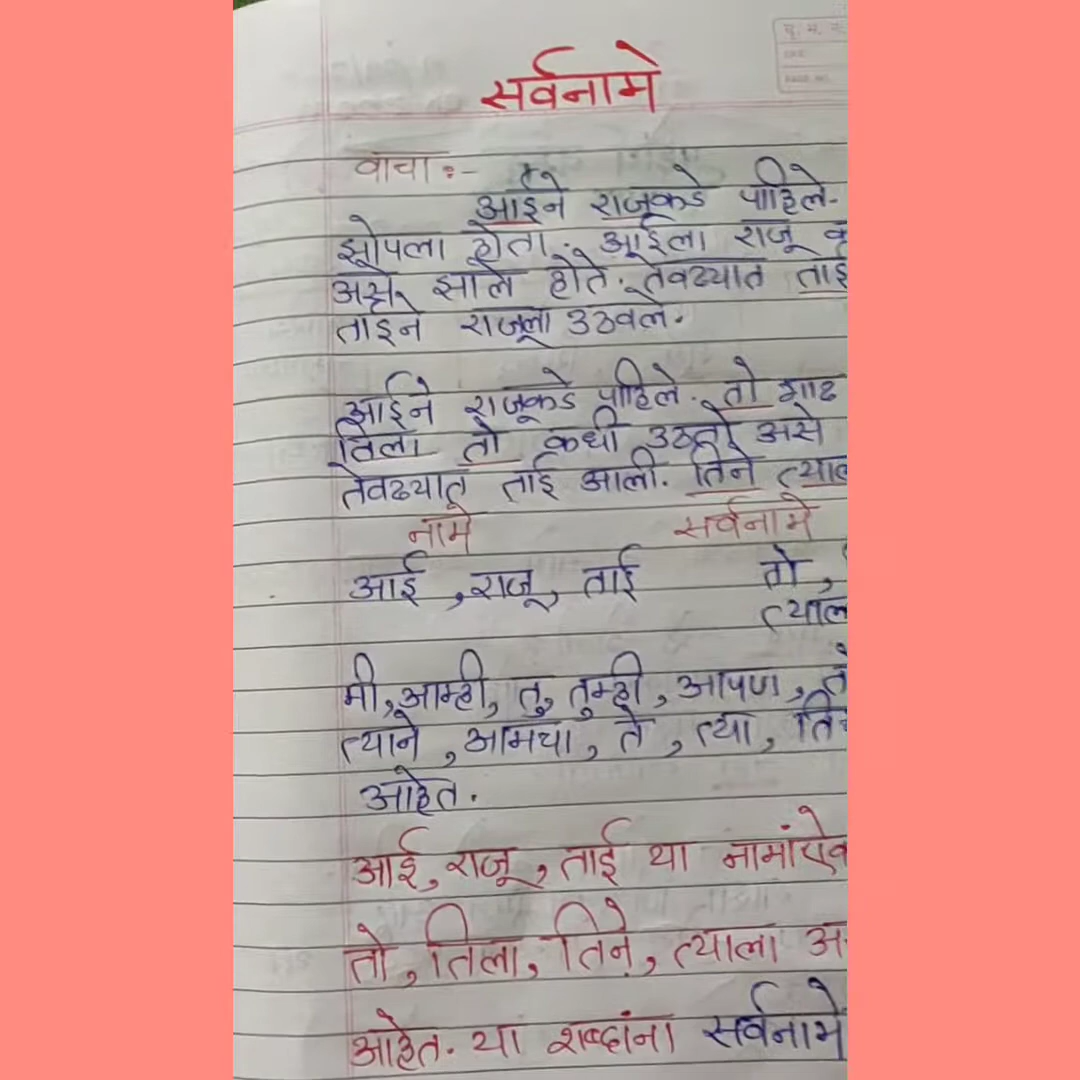 सर्वनामे
वाचा :-
आईने राजूकडे पाहिले.
झोपला होता. आईला राजू
असे झाले होते. तेवढ्यात ताई
ताईने राजूला उठवले.
आईने राजूकडे पाहिले. तो गाढ
तिला तो कधी उठतो असे
तेवढ्यात ताई आली. तिने त्याल
नामे सर्वनामे
आई, राजू, ताई तो,
त्याल
मी, आम्ही, तु, तुम्ही, आपण,
त्याने, आमचा, ते, त्या,
आहेत.
आई, राजू, ताई या
तो, तिला, तिने, त्याला
आहेत. या शब्दांना सर्वनामे